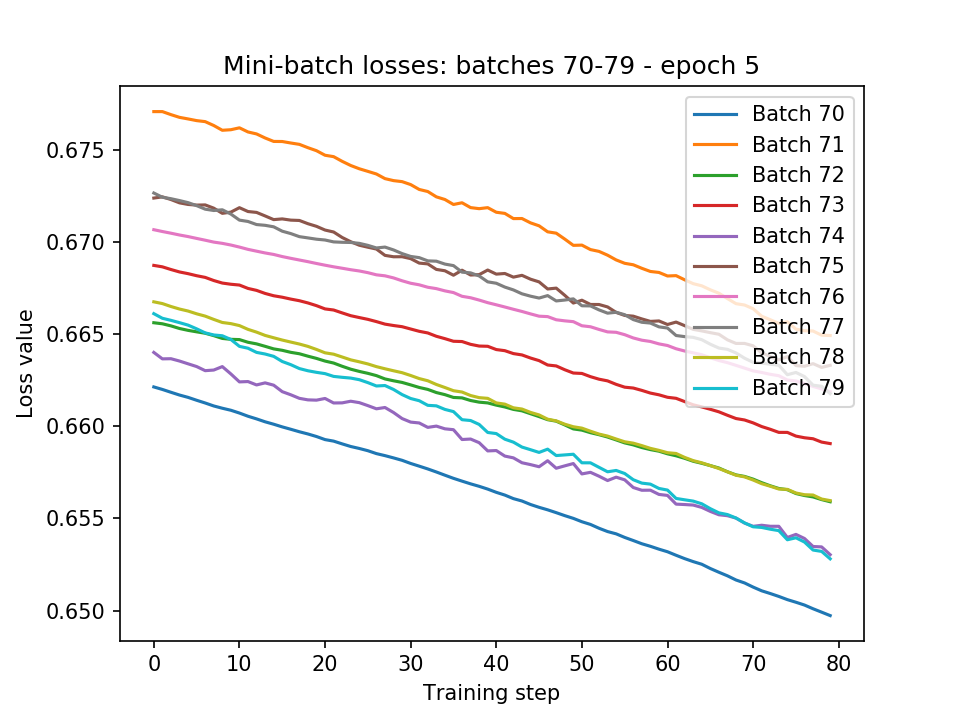 Mini-batch losses: batches 70-79 - epoch 5
Loss value
0.675
0.670
0.665
0.660
0.655
0.650
Batch 70
Batch 71
Batch 72
Batch 73
Batch 74
Batch 75
Batch 76
Batch 77
Batch 78
Batch 79
0 10 20 30 40 50 60 70 80
Training step